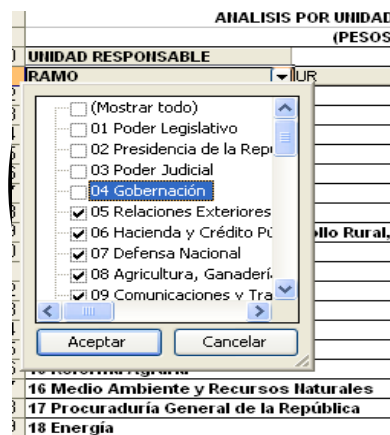 ANALISIS POR UNIDAD
(PESOS
UNIDAD RESPONSABLE
RAMO UR
(Mostrar todo)
01 Poder Legislativo
02 Presidencia de la Repú
03 Poder Judicial
04 Gobernación
05 Relaciones Exteriores
06 Hacienda y Crédito Pú
ollo Rural,
07 Defensa Nacional
08 Agricultura, Ganaderí
09 Comunicaciones y Tra
Aceptar Cancelar
16 Medio Ambiente y Recursos Naturales
17 Procuraduría General de la República
18 Energía